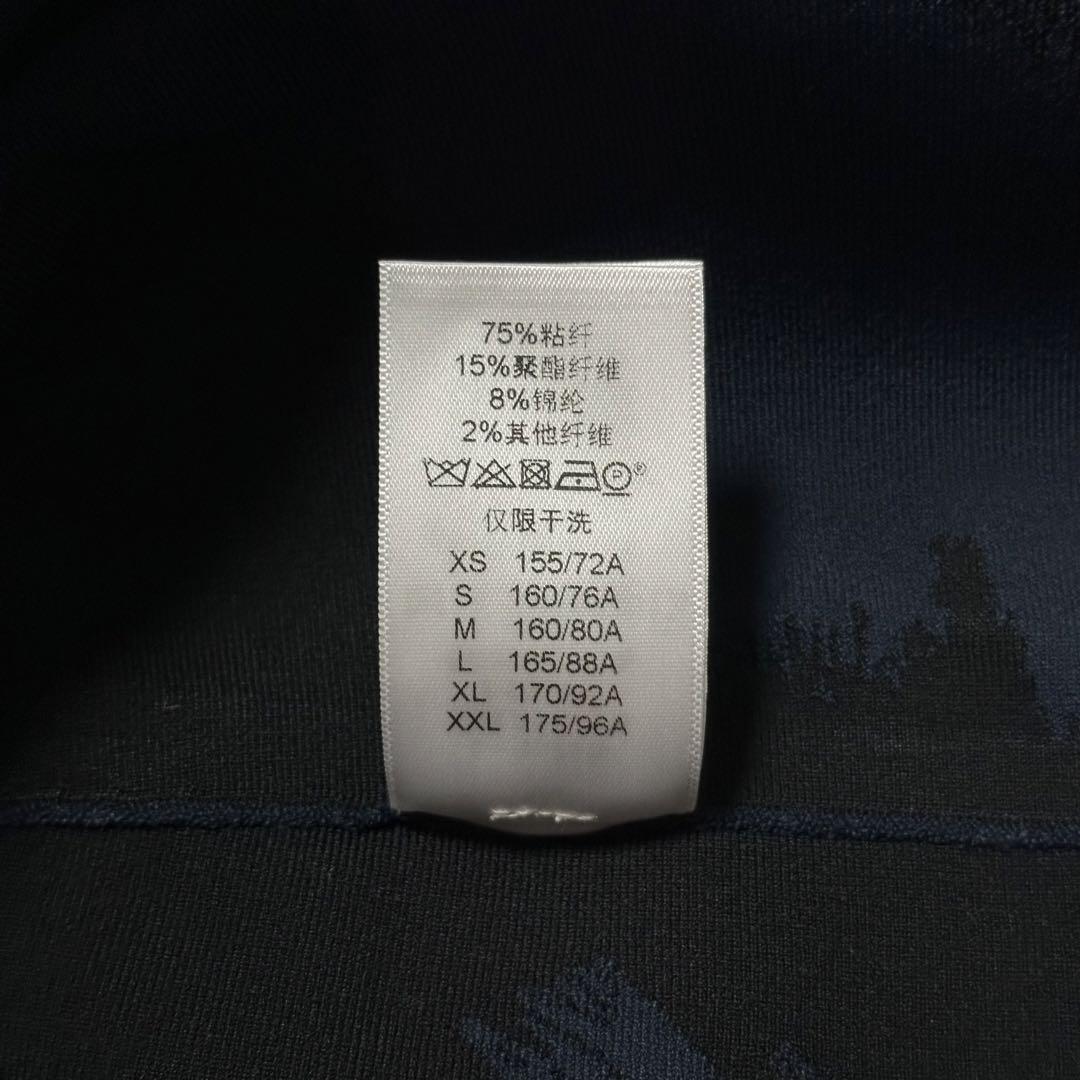 75%粘纤
15%聚酯纤维
8%锦纶
2%其他纤维
P ®
仅限干洗
XS 155/72A
S 160/76A
M 160/80A
L 165/88A
XL 170/92A
XXL 175/96A